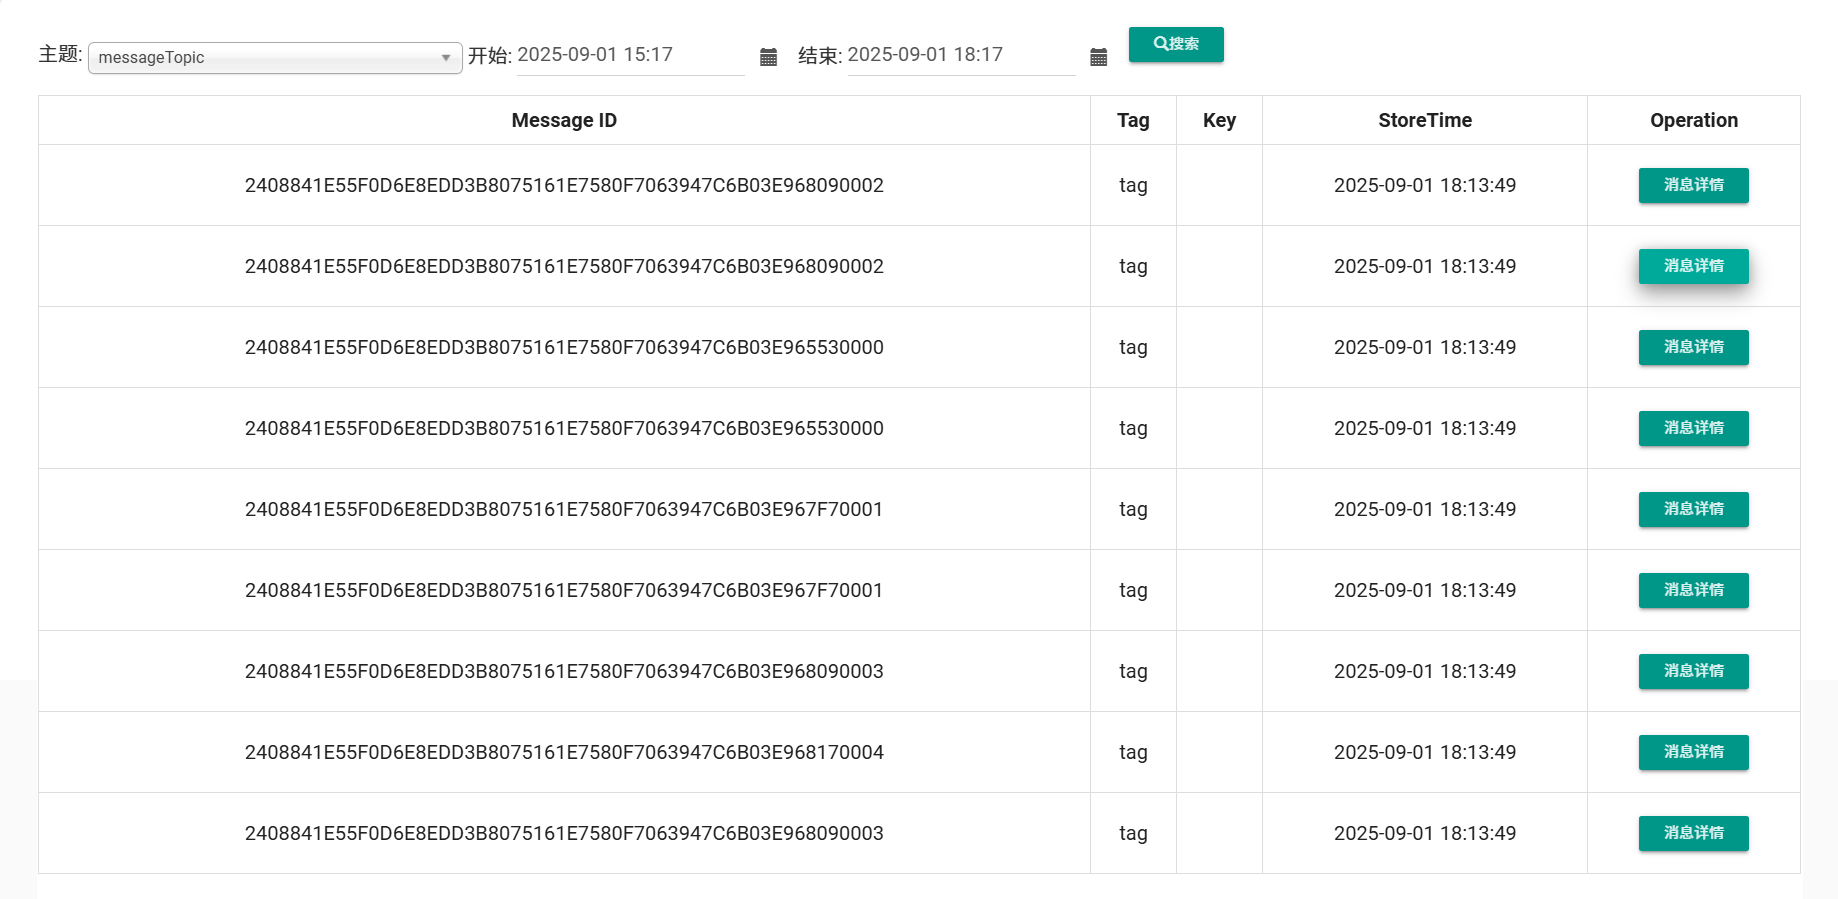 主题: messageTopic 开始: 2025-09-01 15:17 结束: 2025-09-01 18:17 搜索
Message ID Tag Key StoreTime Operation
2408841E55F0D6E8EDD3B8075161E7580F7063947C6B03E968090002 tag 2025-09-01 18:13:49 消息详情
2408841E55F0D6E8EDD3B8075161E7580F7063947C6B03E968090002 tag 2025-09-01 18:13:49 消息详情
2408841E55F0D6E8EDD3B8075161E7580F7063947C6B03E965530000 tag 2025-09-01 18:13:49 消息详情
2408841E55F0D6E8EDD3B8075161E7580F7063947C6B03E965530000 tag 2025-09-01 18:13:49 消息详情
2408841E55F0D6E8EDD3B8075161E7580F7063947C6B03E967F70001 tag 2025-09-01 18:13:49 消息详情
2408841E55F0D6E8EDD3B8075161E7580F7063947C6B03E967F70001 tag 2025-09-01 18:13:49 消息详情
2408841E55F0D6E8EDD3B8075161E7580F7063947C6B03E968090003 tag 2025-09-01 18:13:49 消息详情
2408841E55F0D6E8EDD3B8075161E7580F7063947C6B03E968170004 tag 2025-09-01 18:13:49 消息详情
2408841E55F0D6E8EDD3B8075161E7580F7063947C6B03E968090003 tag 2025-09-01 18:13:49 消息详情